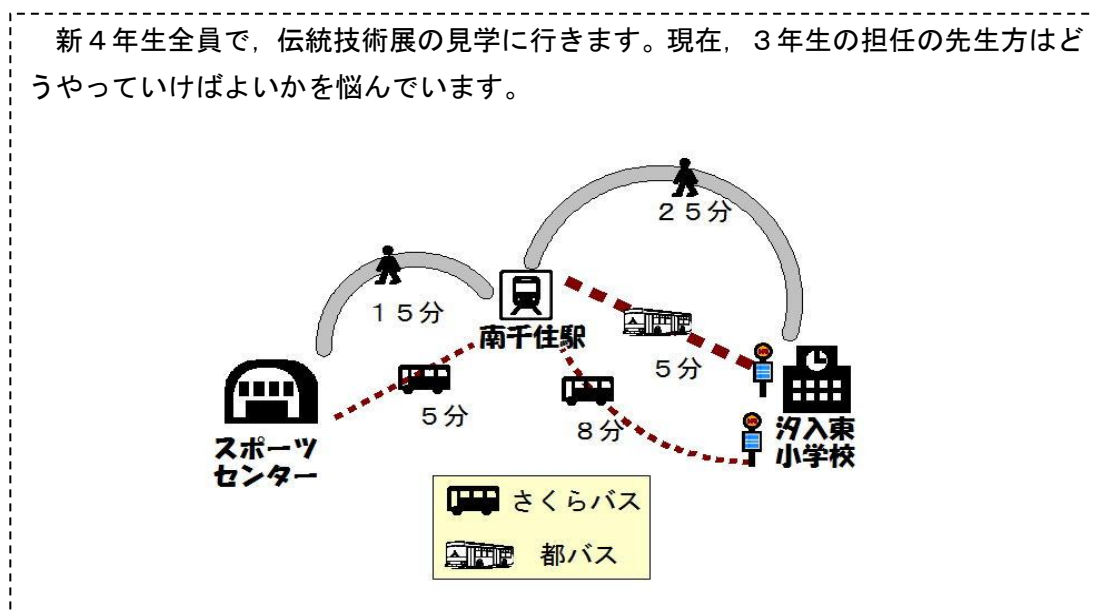 新４年生全員で，伝統技術展の見学に行きます。現在，３年生の担任の先生方はど
うやっていけばよいかを悩んでいます。
２５分
１５分
南千住駅
５分
５分
８分
汐入東
小学校
スポーツ
センター
さくらバス
都バス